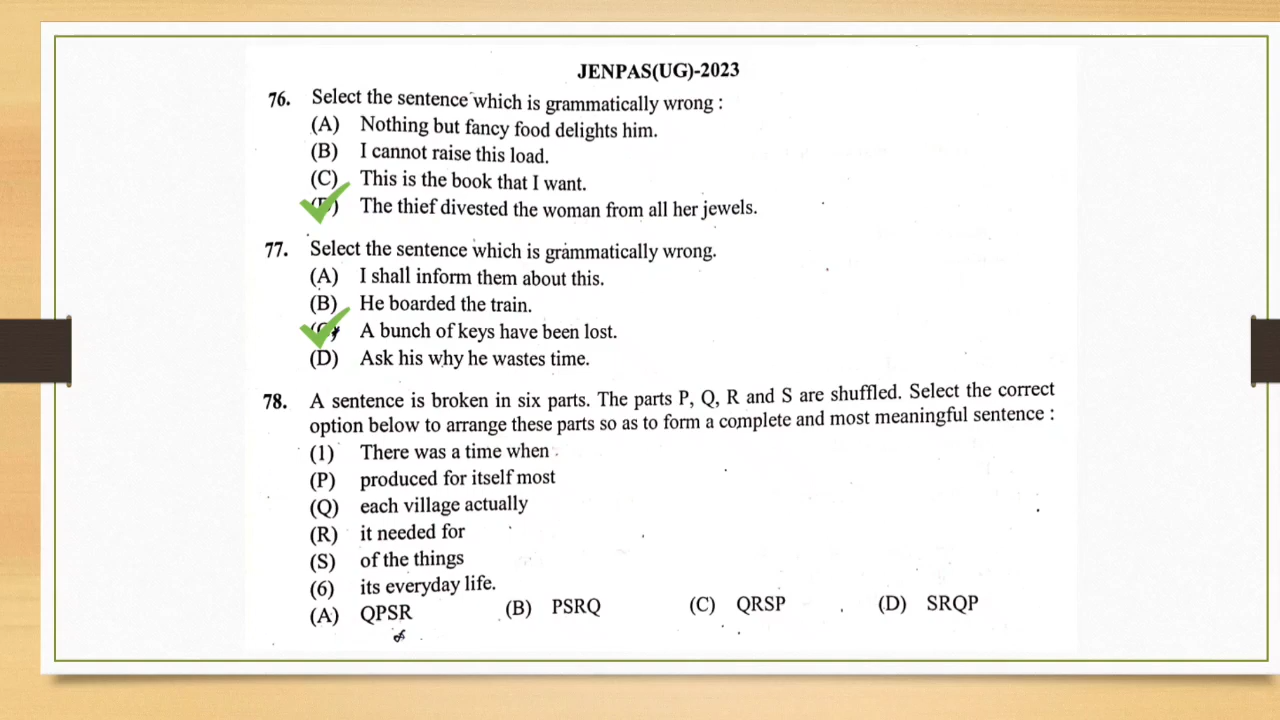 JENPAS(UG)-2023
76. Select the sentence which is grammatically wrong :
(A) Nothing but fancy food delights him.
(B) I cannot raise this load.
(C) This is the book that I want.
The thief divested the woman from all her jewels.
77. Select the sentence which is grammatically wrong.
(A) I shall inform them about this.
(B) He boarded the train.
A bunch of keys have been lost.
(D) Ask his why he wastes time.
78. A sentence is broken in six parts. The parts P, Q, R and S are shuffled. Select the correct
option below to arrange these parts so as to form a complete and most meaningful sentence :
(1) There was a time when
(P) produced for itself most
(Q) each village actually
(R) it needed for
(S) of the things
(6) its everyday life.
(A) QPSR (B) PSRQ (C) QRSP (D) SRQP